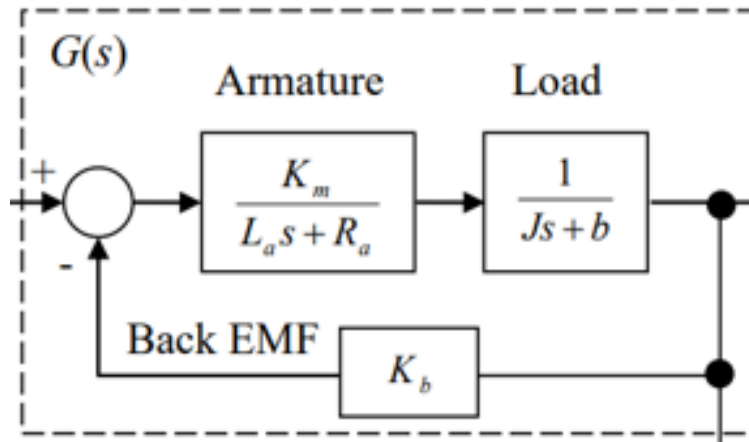 G(s)
Armature Load
+
K_m
L_a s + R_a
1
Js + b
-
Back EMF
K_b